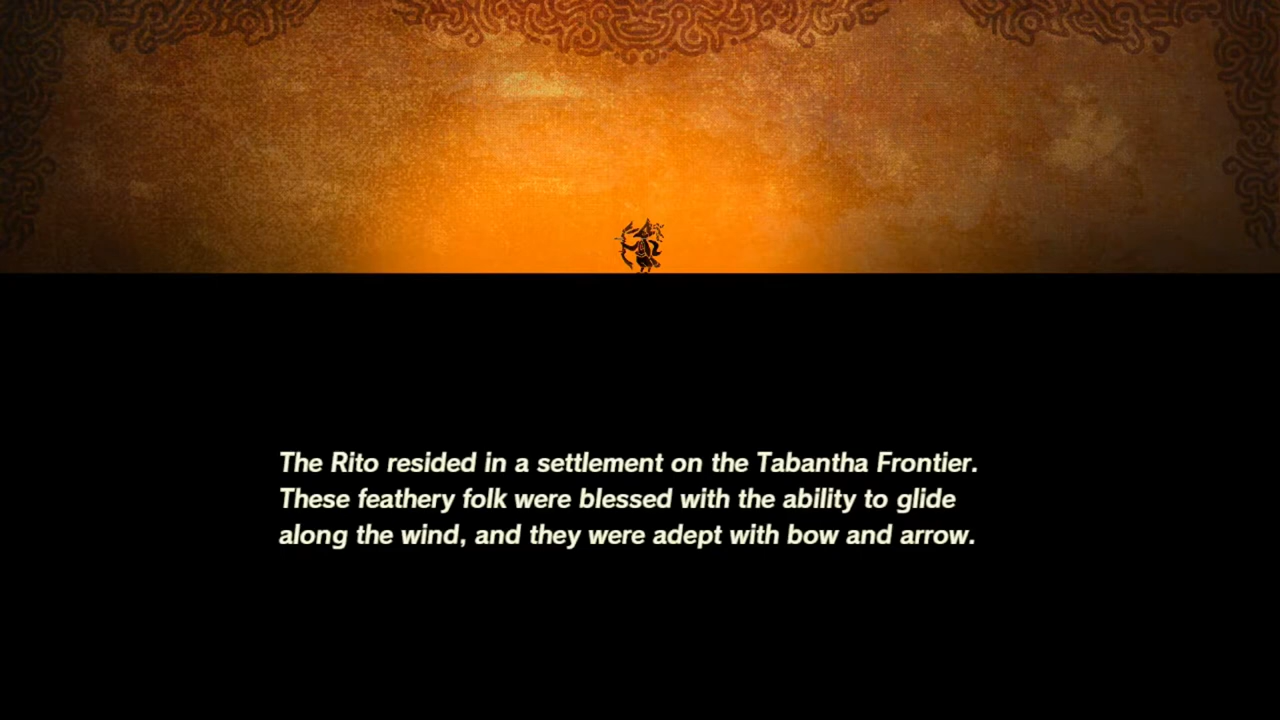 The Rito resided in a settlement on the Tabantha Frontier.
These feathery folk were blessed with the ability to glide
along the wind, and they were adept with bow and arrow.